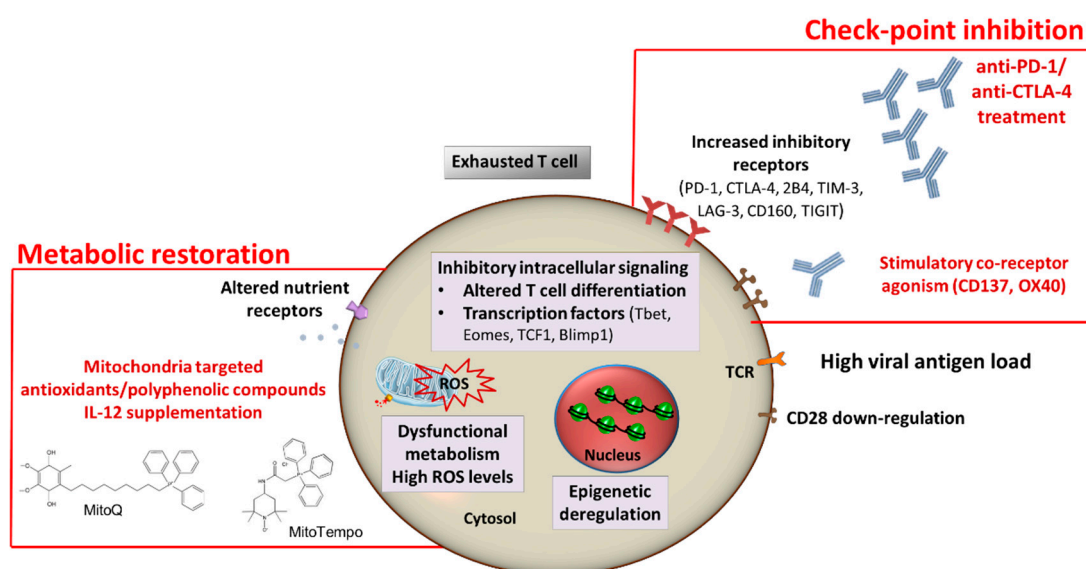 Check-point inhibition
anti-PD-1/
anti-CTLA-4
treatment
Increased inhibitory
receptors
(PD-1, CTLA-4, 2B4, TIM-3,
LAG-3, CD160, TIGIT)
Exhausted T cell
Stimulatory co-receptor
agonism (CD137, OX40)
Metabolic restoration
Altered nutrient
receptors
Inhibitory intracellular signaling
• Altered T cell differentiation
• Transcription factors (Tbet,
Eomes, TCF1, Blimp1)
TCR
High viral antigen load
CD28 down-regulation
Mitochondria targeted
antioxidants/polyphenolic compounds
IL-12 supplementation
ROS
Dysfunctional
metabolism
High ROS levels
Nucleus
Epigenetic
deregulation
Cytosol
OH
OH
MitoQ
MitoTempo